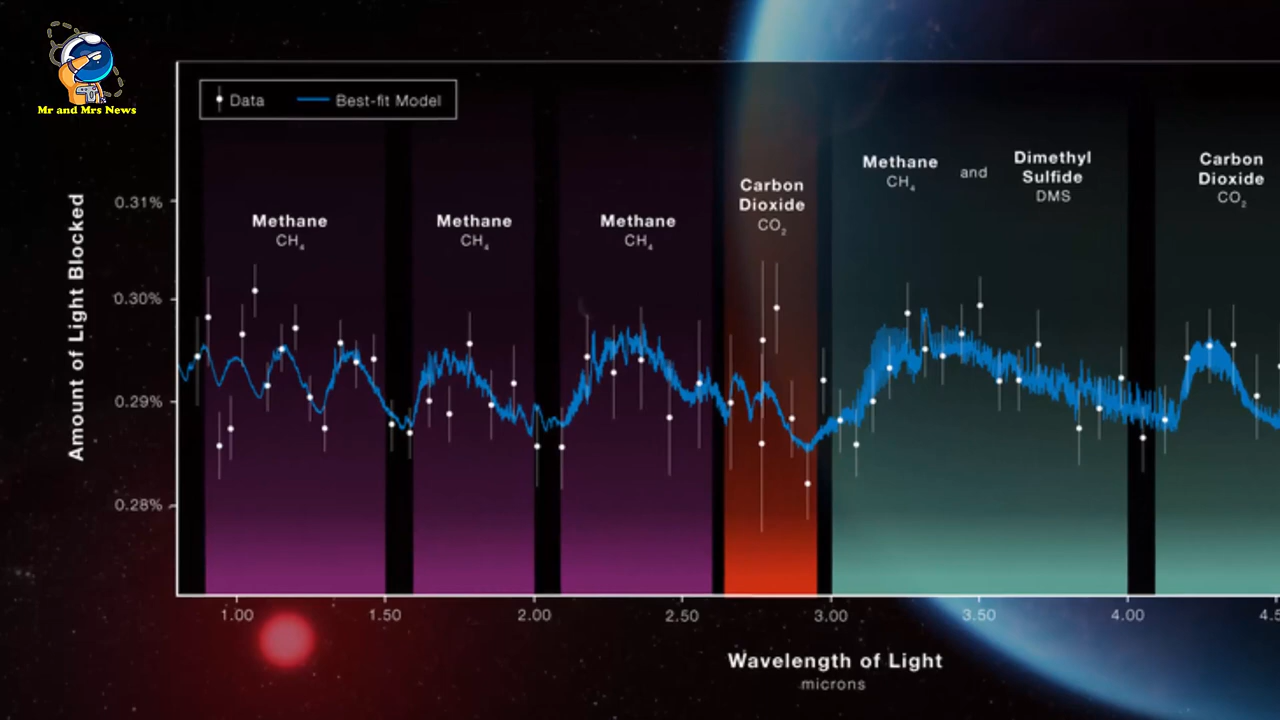 Mr and Mrs News
Data
Best-fit Model
Amount of Light Blocked
0.31%
0.30%
0.29%
0.28%
Methane
CH₄
Methane
CH₄
Methane
CH₄
Carbon
Dioxide
CO₂
Methane
CH₄
and
Dimethyl
Sulfide
DMS
Carbon
Dioxide
CO₂
1.00 1.50 2.00 2.50 3.00 3.50 4.00 4.5
Wavelength of Light
microns